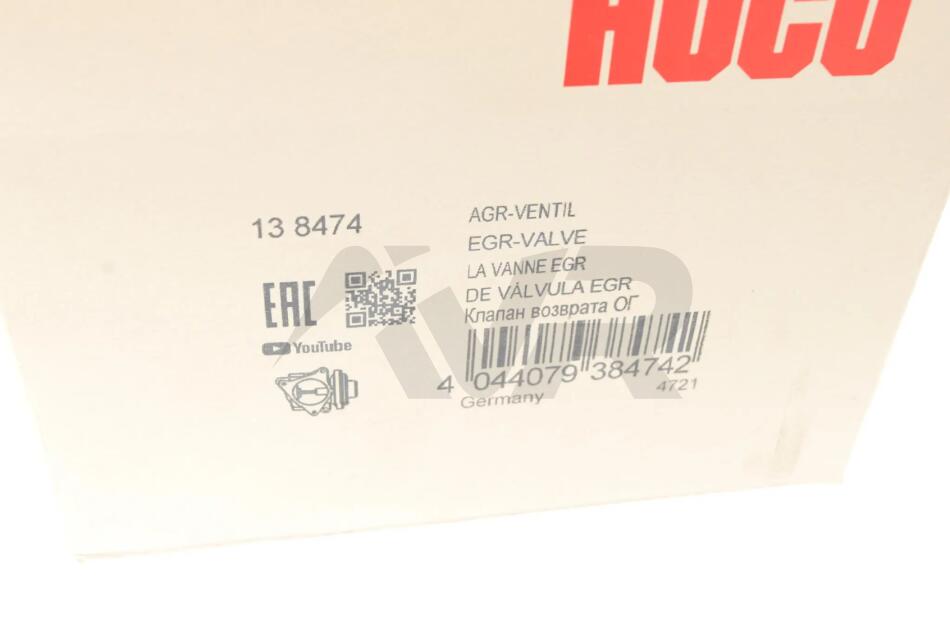 HUCO
13 8474
AGR-VENTIL
EGR-VALVE
LA VANNE EGR
DE VÁLVULA EGR
Клапан возврата ОГ
EAC
YouTube
4 044079 384742
4721
Germany
AVR